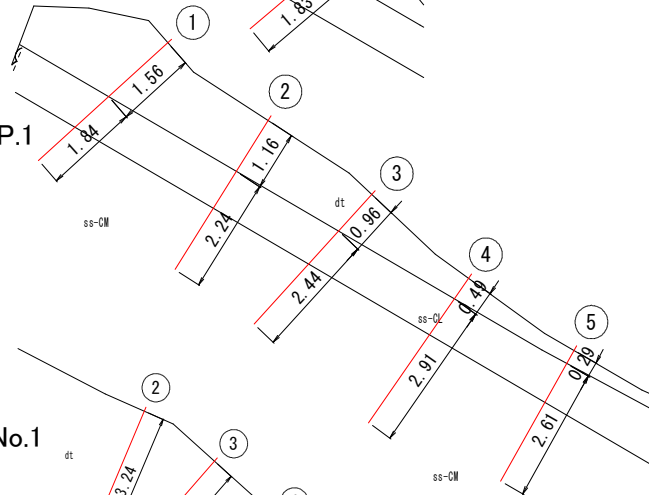 1.83
①
1.56
1.84
P.1
②
1.16
2.24
③
dt
0.96
2.44
ss-CM
④
0.49
ss-CL
2.91
⑤
0.29
2.61
②
No.1
dt
3.24
③
ss-CM